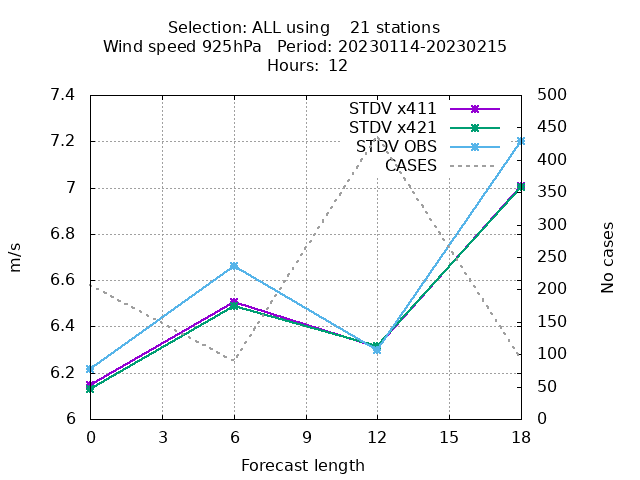 Selection: ALL using 21 stations
Wind speed 925hPa Period: 20230114-20230215
Hours: 12
7.4
7.2
7
6.8
6.6
6.4
6.2
6
m/s
500
450
400
350
300
250
200
150
100
50
0
No cases
STDV x411
STDV x421
STDV OBS
CASES
0 3 6 9 12 15 18
Forecast length